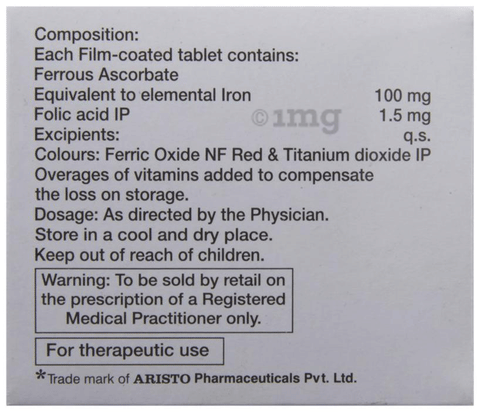 Composition:
Each Film-coated tablet contains:
Ferrous Ascorbate
Equivalent to elemental Iron 100 mg
Folic acid IP 1.5 mg
©1mg
Excipients: q.s.
Colours: Ferric Oxide NF Red & Titanium dioxide IP
Overages of vitamins added to compensate
the loss on storage.
Dosage: As directed by the Physician.
Store in a cool and dry place.
Keep out of reach of children.
Warning: To be sold by retail on
the prescription of a Registered
Medical Practitioner only.
For therapeutic use
*Trade mark of ARISTO Pharmaceuticals Pvt. Ltd.